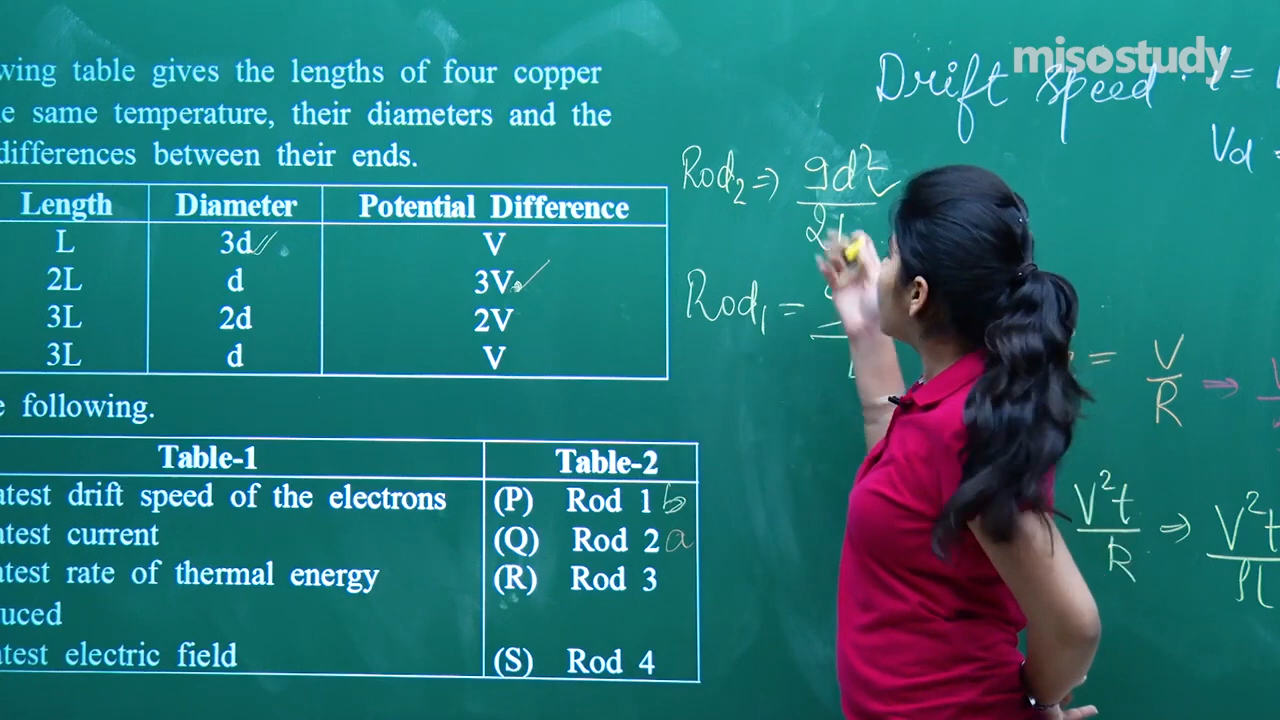 misostudy
wing table gives the lengths of four copper
e same temperature, their diameters and the
differences between their ends.
Length Diameter Potential Difference
L 3d V
2L d 3V
3L 2d 2V
3L d V
e following.
Table-1 Table-2
atest drift speed of the electrons (P) Rod 1 b
atest current (Q) Rod 2 a
atest rate of thermal energy (R) Rod 3
uced
atest electric field (S) Rod 4
Drift speed
Vd =
Rod2 ⇒ 9d²t
Rod1 =
= V/R ⇒
V²t/R ⇒ V²t